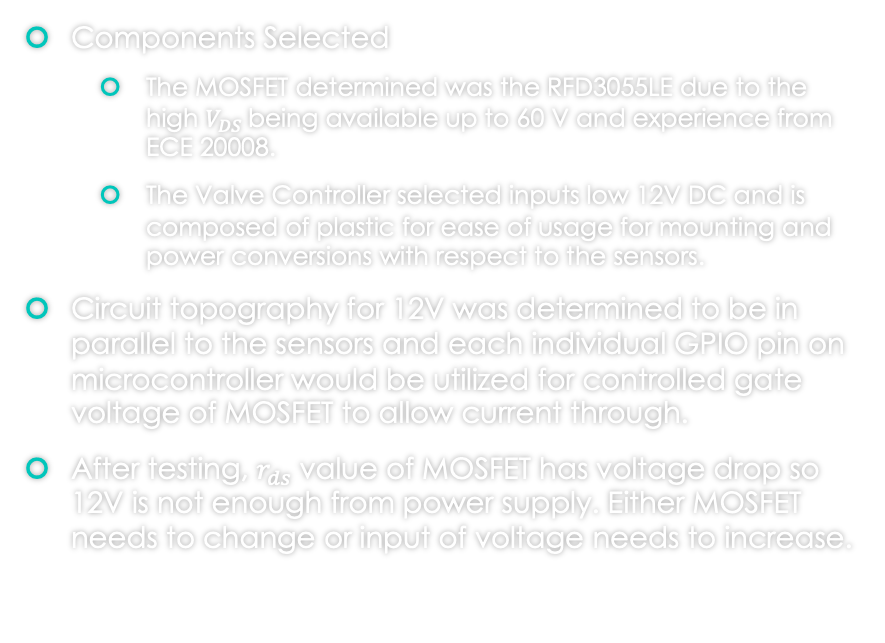 Components Selected
The MOSFET determined was the RFD3055LE due to the
high V_DS being available up to 60 V and experience from
ECE 20008.
The Valve Controller selected inputs low 12V DC and is
composed of plastic for ease of usage for mounting and
power conversions with respect to the sensors.
Circuit topography for 12V was determined to be in
parallel to the sensors and each individual GPIO pin on
microcontroller would be utilized for controlled gate
voltage of MOSFET to allow current through.
After testing, r_ds value of MOSFET has voltage drop so
12V is not enough from power supply. Either MOSFET
needs to change or input of voltage needs to increase.